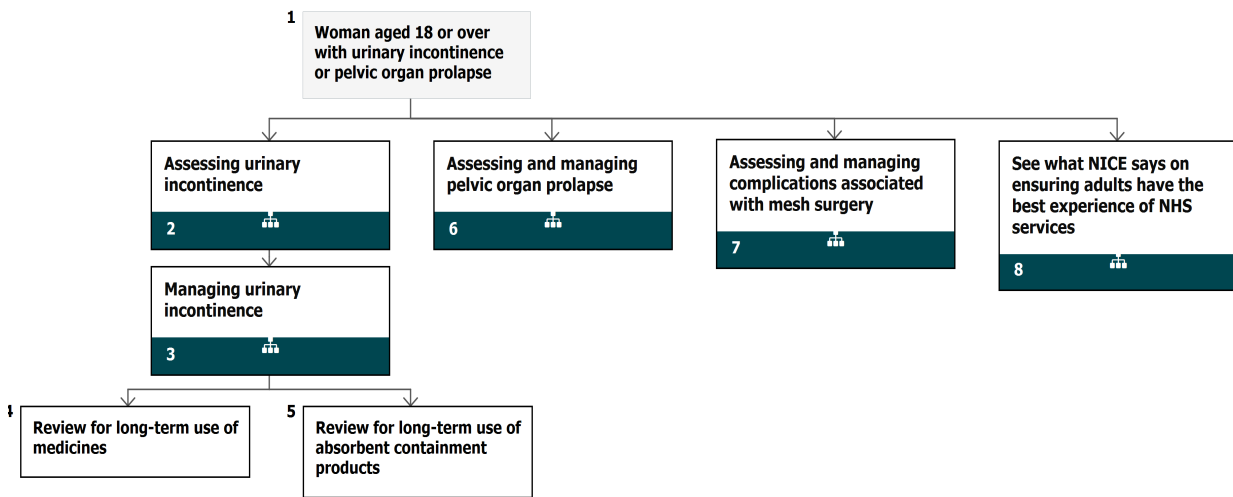 1
Woman aged 18 or over
with urinary incontinence
or pelvic organ prolapse
Assessing urinary
incontinence
2
Assessing and managing
pelvic organ prolapse
6
Assessing and managing
complications associated
with mesh surgery
7
See what NICE says on
ensuring adults have the
best experience of NHS
services
8
Managing urinary
incontinence
3
4
Review for long-term use of
medicines
5
Review for long-term use of
absorbent containment
products